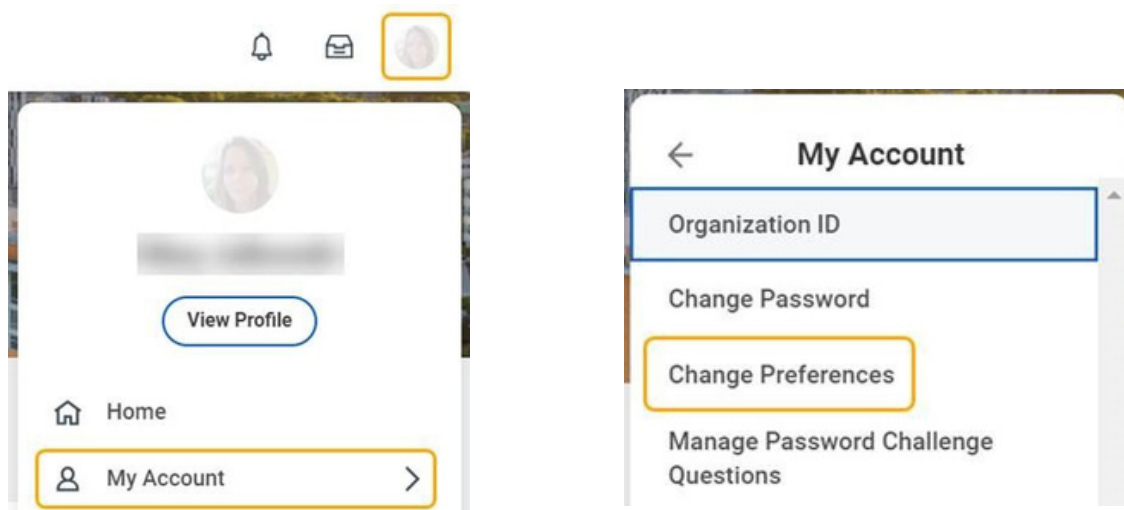 View Profile
Home
My Account
My Account
Organization ID
Change Password
Change Preferences
Manage Password Challenge
Questions